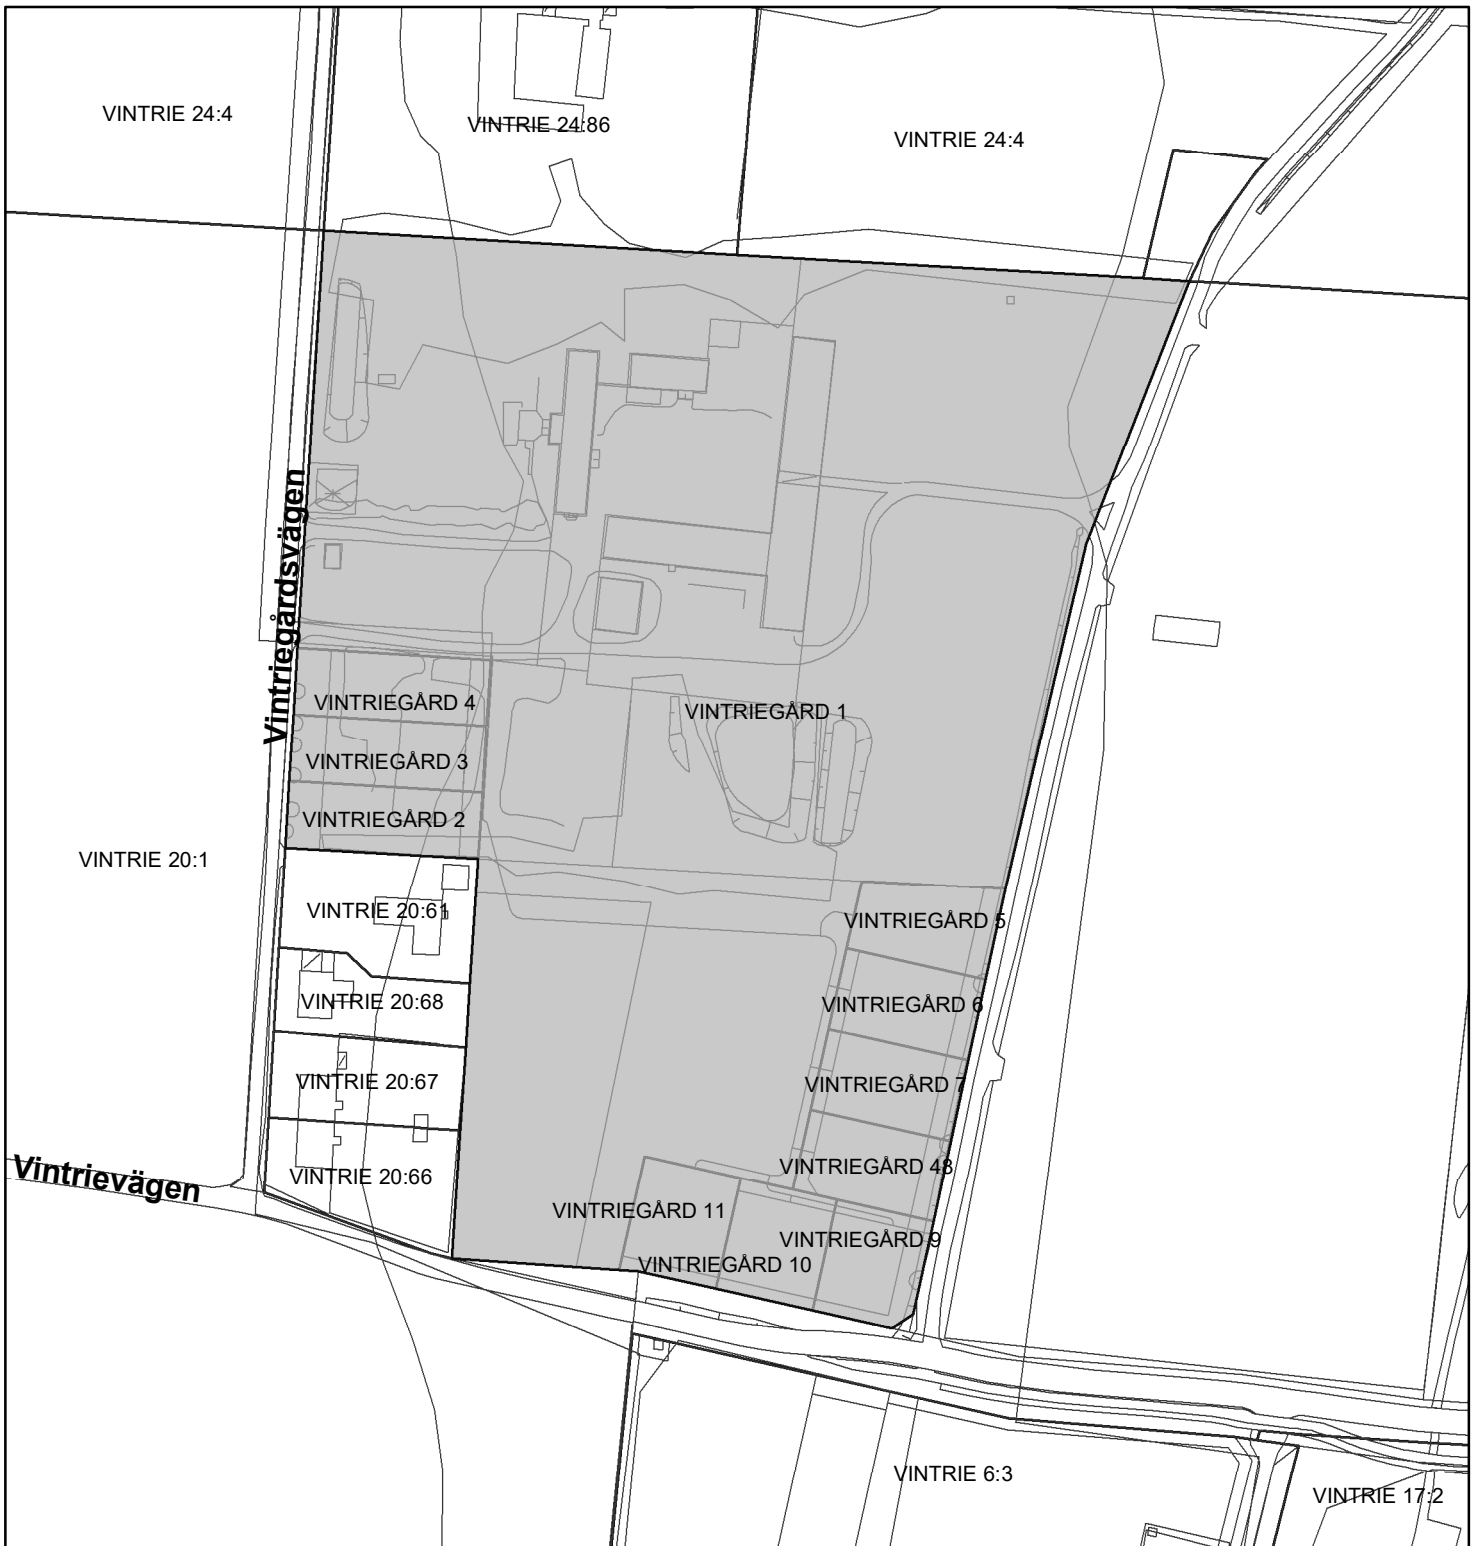 VINTRIE 24:4
VINTRIE 24:86
VINTRIE 24:4
Vintriegårdsvägen
VINTRIEGÅRD 4
VINTRIEGÅRD 1
VINTRIEGÅRD 3
VINTRIEGÅRD 2
VINTRIE 20:1
VINTRIE 20:61
VINTRIEGÅRD 5
VINTRIE 20:68
VINTRIEGÅRD 6
VINTRIE 20:67
VINTRIEGÅRD 7
Vintrievägen
VINTRIE 20:66
VINTRIEGÅRD 48
VINTRIEGÅRD 11
VINTRIEGÅRD 9
VINTRIEGÅRD 10
VINTRIE 6:3
VINTRIE 17:2